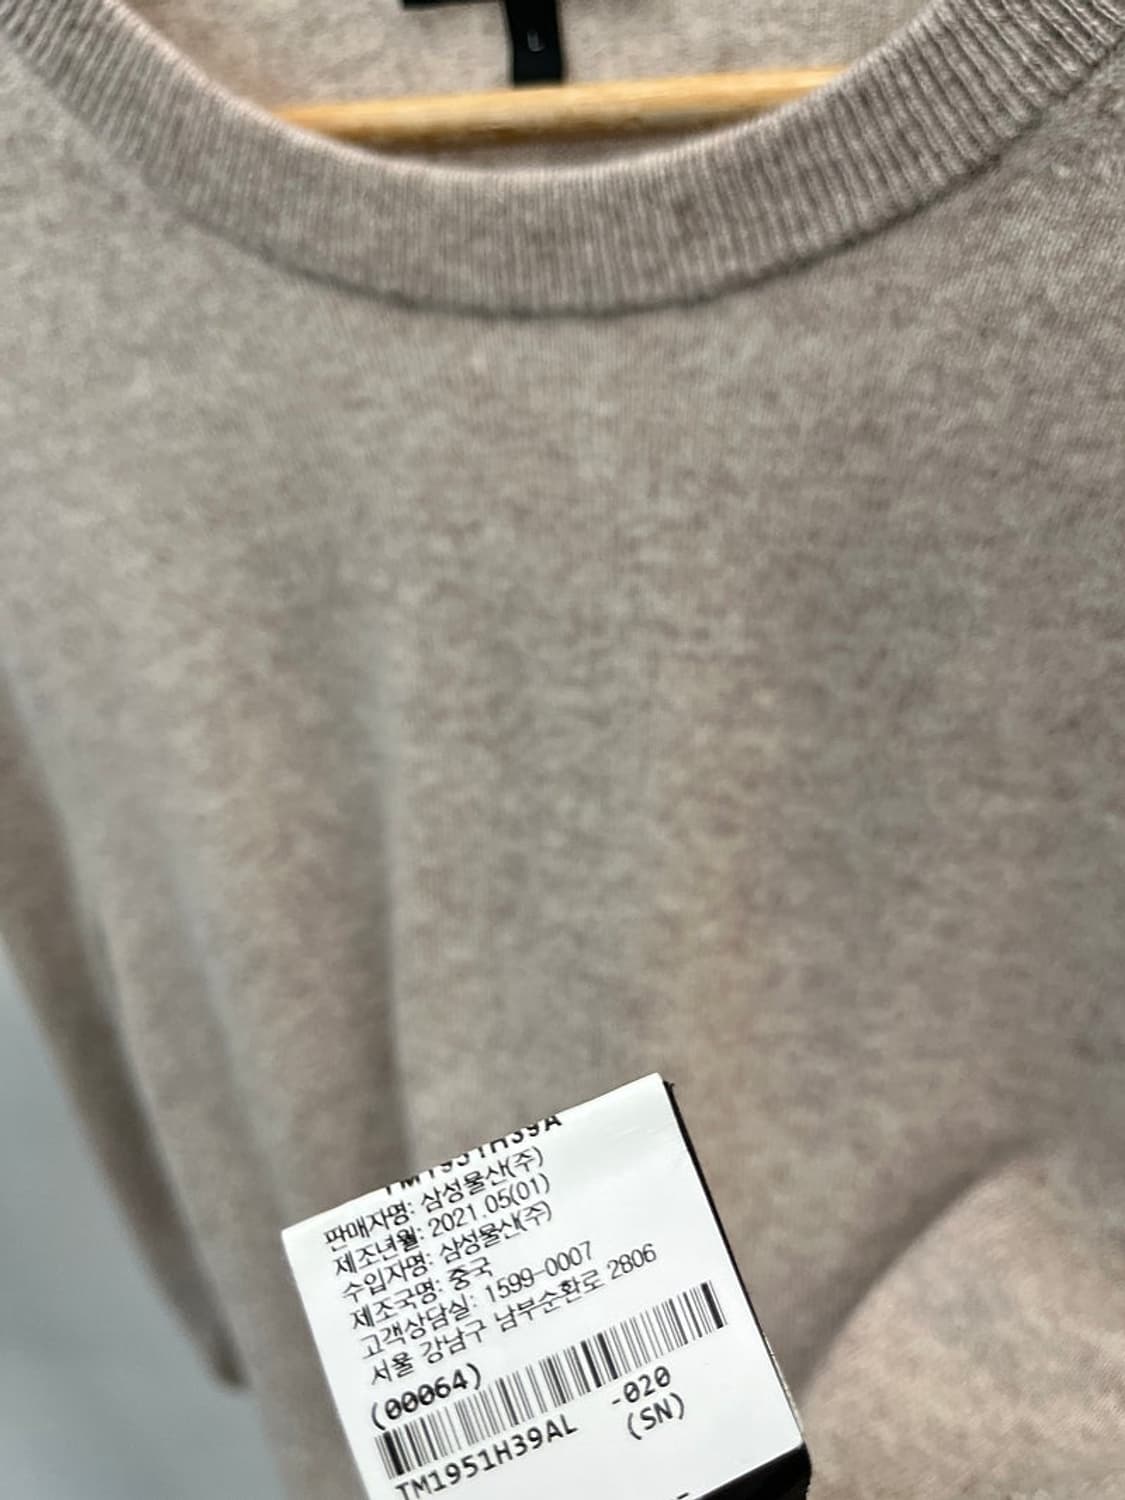 L
TM1951H39A
판매자명: 삼성물산(주)
제조년월: 2021.05(01)
수입자명: 삼성물산(주)
제조국명: 중국
고객상담실: 1599-0007
서울 강남구 남부순환로 2806
(00064)
TM1951H39AL -020
(SN)